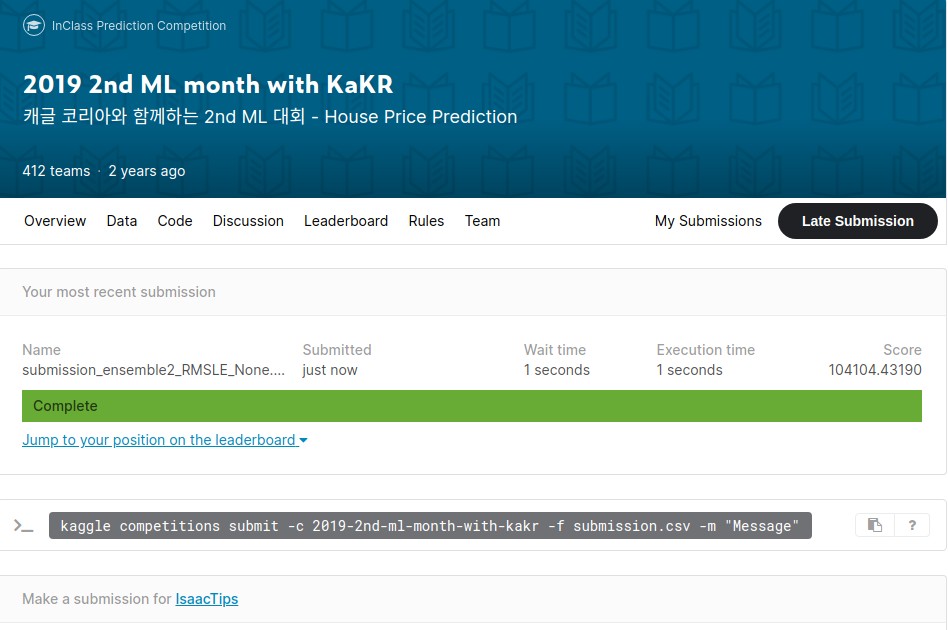 InClass Prediction Competition
2019 2nd ML month with KaKR
캐글 코리아와 함께하는 2nd ML 대회 - House Price Prediction
412 teams · 2 years ago
Overview Data Code Discussion Leaderboard Rules Team My Submissions Late Submission
Your most recent submission
Name Submitted Wait time Execution time Score
submission_ensemble2_RMSLE_None.... just now 1 seconds 1 seconds 104104.43190
Complete
Jump to your position on the leaderboard
>_ kaggle competitions submit -c 2019-2nd-ml-month-with-kakr -f submission.csv -m "Message" ?
Make a submission for IsaacTips